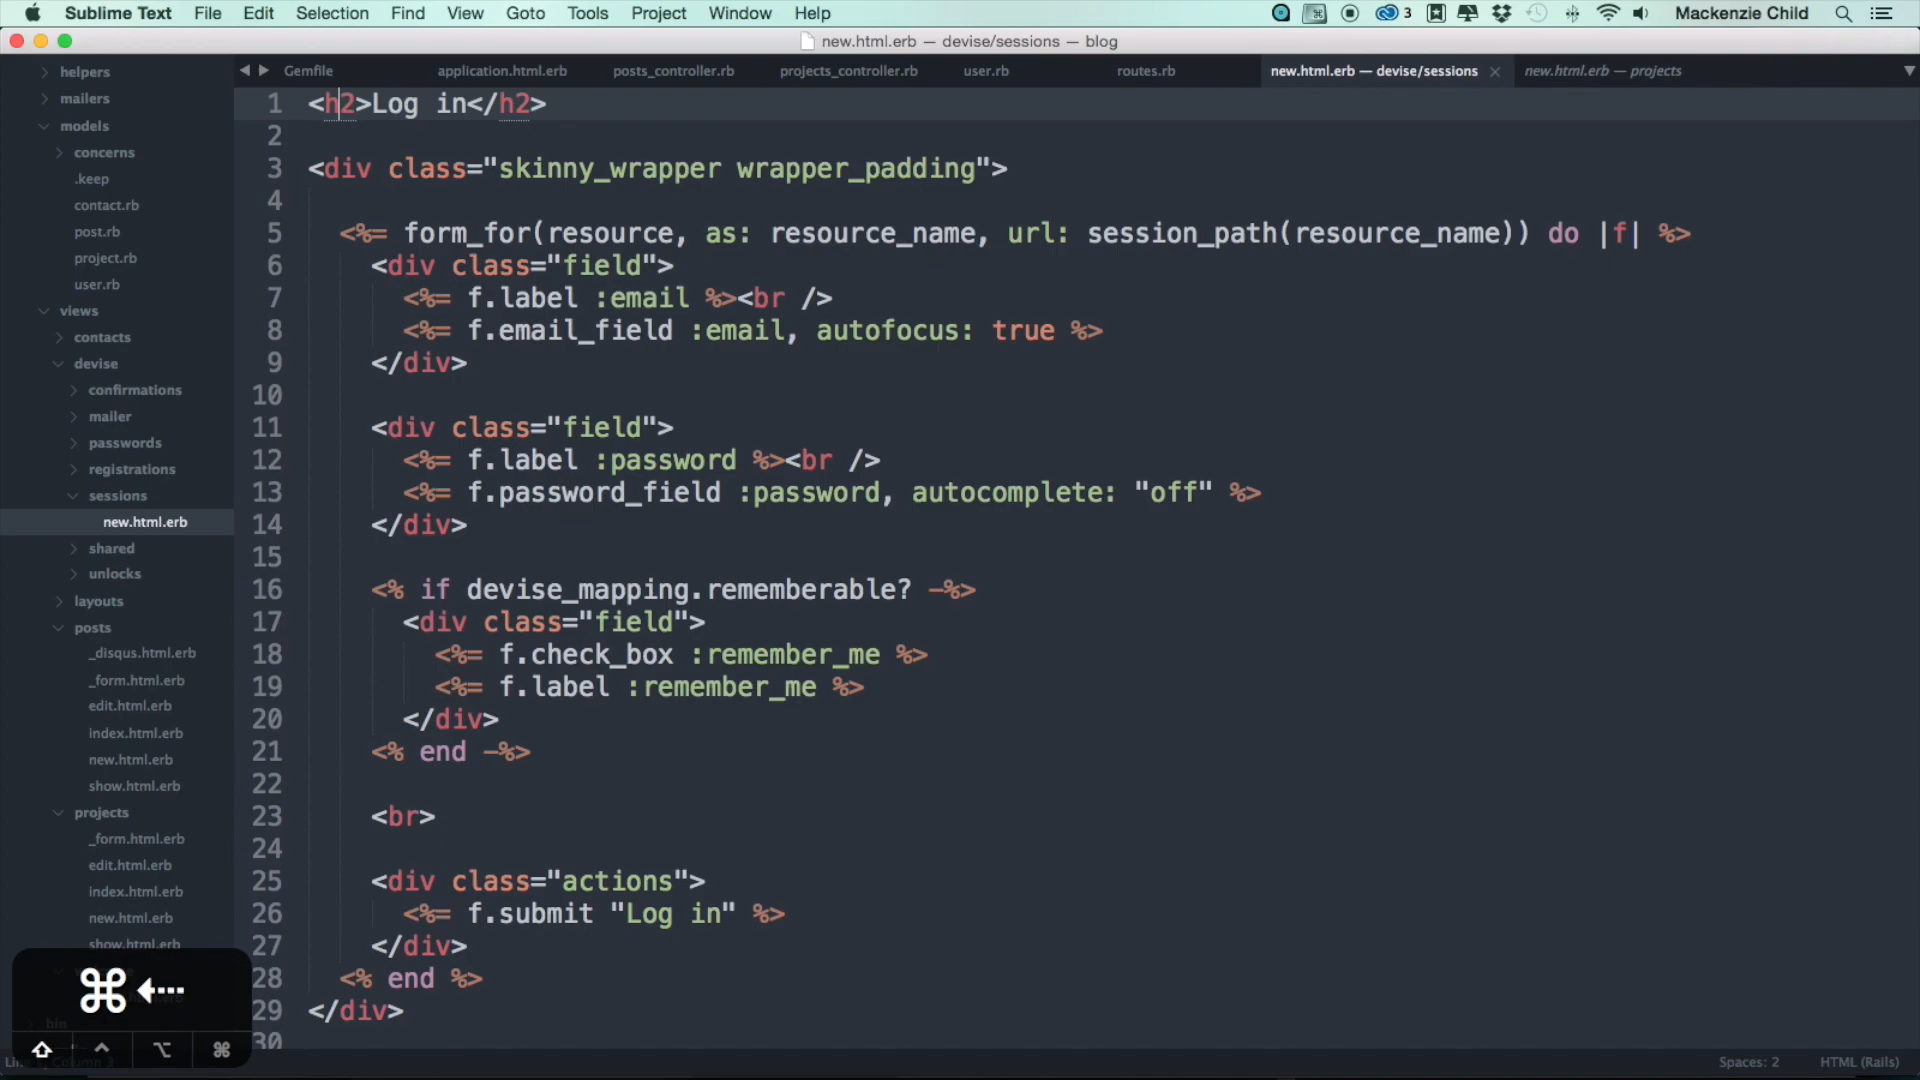 Sublime Text File Edit Selection Find View Goto Tools Project Window Help 3 Mackenzie Child
new.html.erb — devise/sessions — blog
Gemfile application.html.erb posts_controller.rb projects_controller.rb user.rb routes.rb new.html.erb — devise/sessions new.html.erb — projects
helpers
mailers
models
concerns
.keep
contact.rb
post.rb
project.rb
user.rb
views
contacts
devise
confirmations
mailer
passwords
registrations
sessions
new.html.erb
shared
unlocks
layouts
posts
_disqus.html.erb
_form.html.erb
edit.html.erb
index.html.erb
new.html.erb
show.html.erb
projects
_form.html.erb
edit.html.erb
index.html.erb
new.html.erb
show.html.erb
bin
1 <h2>Log in</h2>
2
3 <div class="skinny_wrapper wrapper_padding">
4
5 <%= form_for(resource, as: resource_name, url: session_path(resource_name)) do |f| %>
6 <div class="field">
7 <%= f.label :email %><br />
8 <%= f.email_field :email, autofocus: true %>
9 </div>
10
11 <div class="field">
12 <%= f.label :password %><br />
13 <%= f.password_field :password, autocomplete: "off" %>
14 </div>
15
16 <% if devise_mapping.rememberable? -%>
17 <div class="field">
18 <%= f.check_box :remember_me %>
19 <%= f.label :remember_me %>
20 </div>
21 <% end -%>
22
23 <br>
24
25 <div class="actions">
26 <%= f.submit "Log in" %>
27 </div>
28 <% end %>
29 </div>
30
⌘⇠
⇧ ⌃ ⌥ ⌘
Spaces: 2 HTML (Rails)